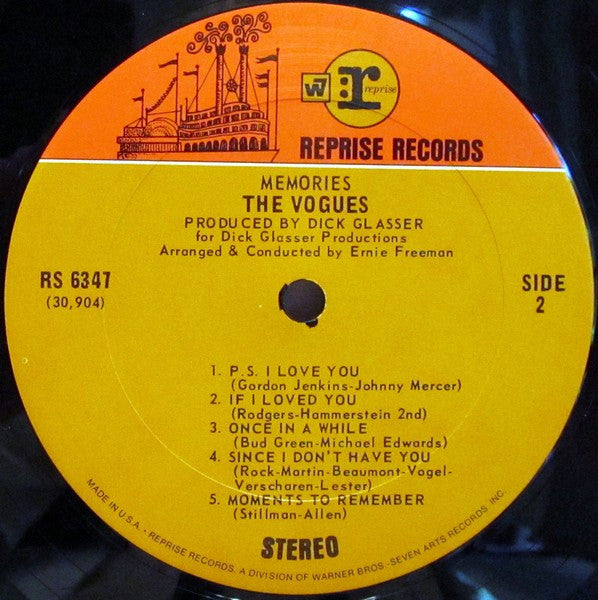 W7
r
reprise
REPRISE RECORDS
MEMORIES
THE VOGUES
PRODUCED BY DICK GLASSER
for Dick Glasser Productions
Arranged & Conducted by Ernie Freeman
RS 6347
(30,904)
SIDE
2
1. P.S. I LOVE YOU
(Gordon Jenkins-Johnny Mercer)
2. IF I LOVED YOU
(Rodgers-Hammerstein 2nd)
3. ONCE IN A WHILE
(Bud Green-Michael Edwards)
4. SINCE I DON'T HAVE YOU
(Rock-Martin-Beaumont-Vogel-
Verscharen-Lester)
5. MOMENTS TO REMEMBER
(Stillman-Allen)
STEREO
MADE IN U.S.A. - REPRISE RECORDS, A DIVISION OF WARNER BROS.-SEVEN ARTS RECORDS, INC.